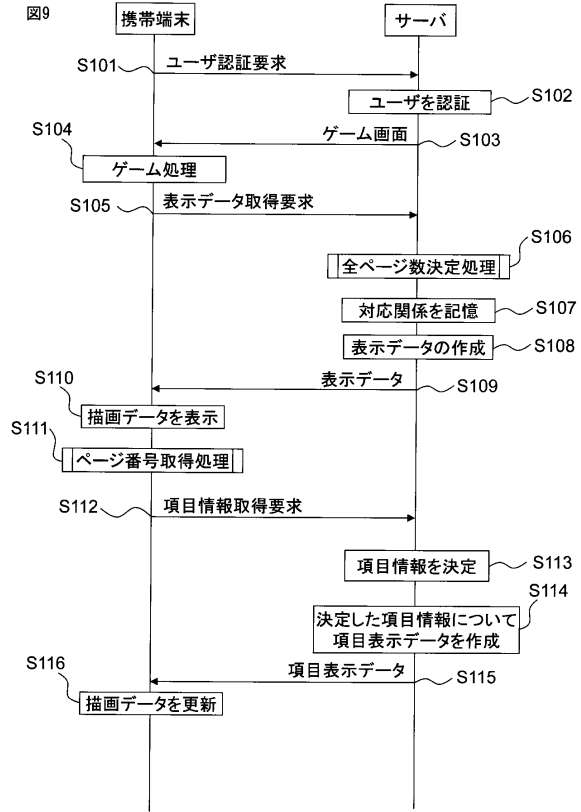 図9
携帯端末
サーバ
S101
ユーザ認証要求
ユーザを認証
S102
S104
ゲーム画面
S103
ゲーム処理
S105
表示データ取得要求
S106
全ページ数決定処理
対応関係を記憶
S107
表示データの作成
S108
S110
表示データ
S109
描画データを表示
S111
ページ番号取得処理
S112
項目情報取得要求
項目情報を決定
S113
S114
決定した項目情報について
項目表示データを作成
S116
項目表示データ
S115
描画データを更新